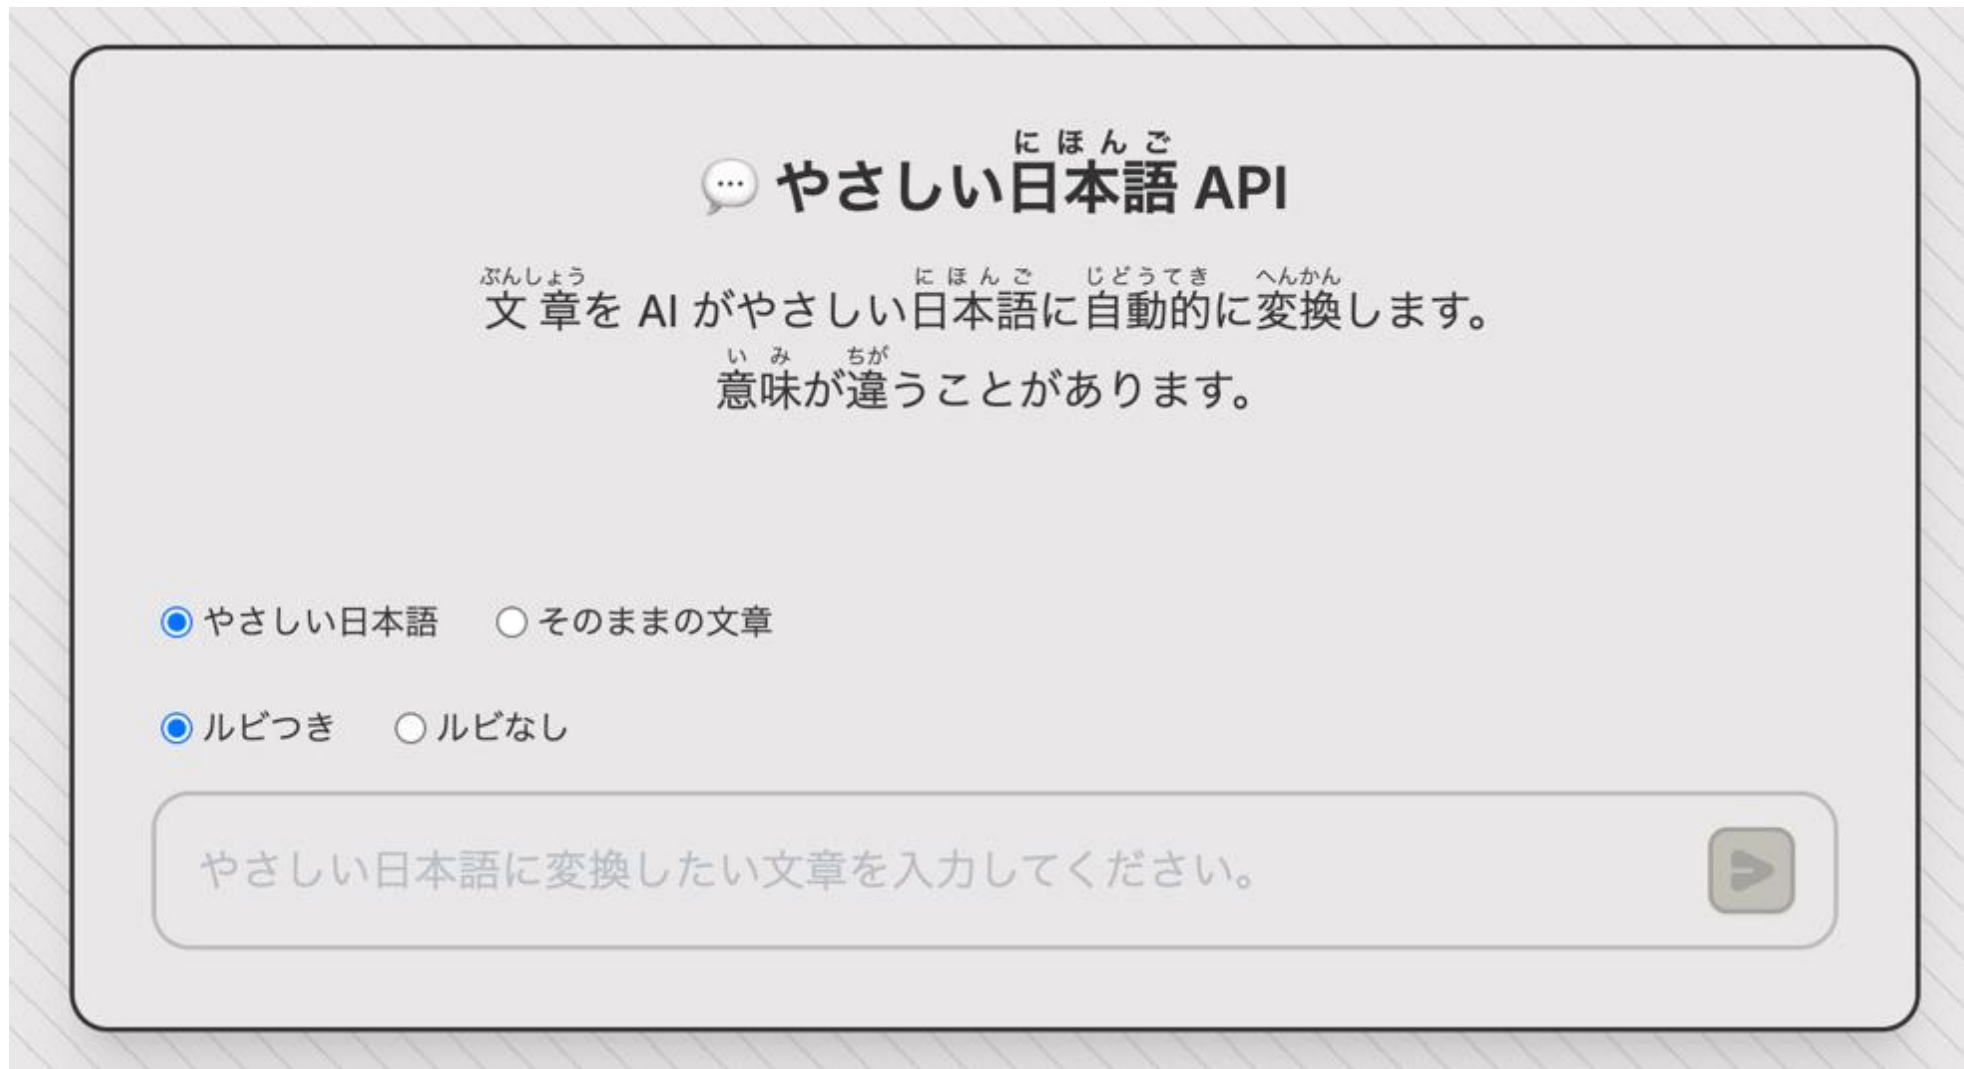 にほんご
💬 やさしい日本語 API
ぶんしょう にほんご じどうてき へんかん
文章を AI がやさしい日本語に自動的に変換します。
いみ ちが
意味が違うことがあります。
やさしい日本語 そのままの文章
ルビつき ルビなし
やさしい日本語に変換したい文章を入力してください。